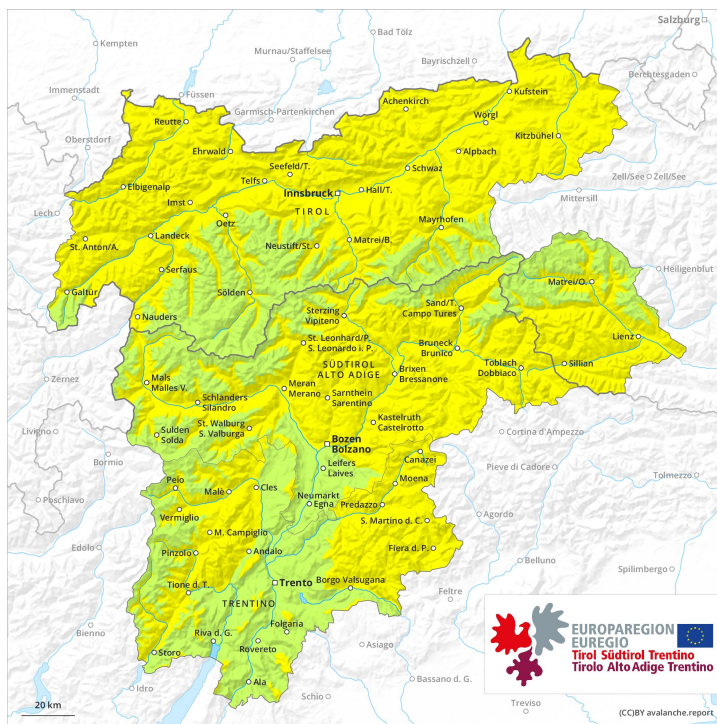 Salzburg
Bad Tölz
Kempten
Murnau/Staffelsee
Bayrischzell
Berchtesgaden
Immenstadt
Füssen
Kufstein
Achenkirch
Garmisch-Partenkirchen
Reutte
Wörgl
Kitzbühel
Oberstdorf
Ehrwald
Alpbach
Seefeld/T.
Schwaz
Zell/See
Zell/See
Telfs
Elbigenalp
Innsbruck
Hall/T.
Mittersill
Imst
Lech
TIROL
Oetz
Mayrhofen
Landeck
Neustift/St.
Matrei/B.
St. Anton/A.
Serfaus
Heiligenblut
Matrei/O.
Galtür
Sölden
Sand/T.
Campo Tures
Nauders
Sterzing
Vipiteno
Lienz
St. Leonhard/P.
S. Leonardo i. P.
Bruneck
Brunico
Sillian
Toblach
Dobbiaco
SÜDTIROL
ALTO ADIGE
Brixen
Bressanone
Zernez
Mals
Malles V.
Meran
Merano
Schlanders
Silandro
Sarnthein
Sarentino
Kastelruth
Castelrotto
St. Walburg
S. Valburga
Livigno
Sulden
Solda
Cortina d'Ampezzo
Bozen
Bolzano
Bormio
Canazei
Pieve di Cadore
Leifers
Laives
Tolmezzo
Peio
Moena
Poschiavo
Malè
Cles
Neumarkt
Egna
Predazzo
Vermiglio
Agordo
S. Martino d. C.
M. Campiglio
Edolo
Pinzolo
Andalo
Fiera d. P.
Belluno
Spilimbergo
Trento
Borgo Valsugana
Tione d. T.
Feltre
TRENTINO
Folgaria
Bienno
Riva d. G.
Rovereto
Asiago
Storo
Bassano d. G.
Ala
Idro
Schio
Treviso
EUROPAREGION
EUREGIO
Tirol Südtirol Trentino
Tirolo Alto Adige Trentino
20 km
(CC)BY avalanche.report